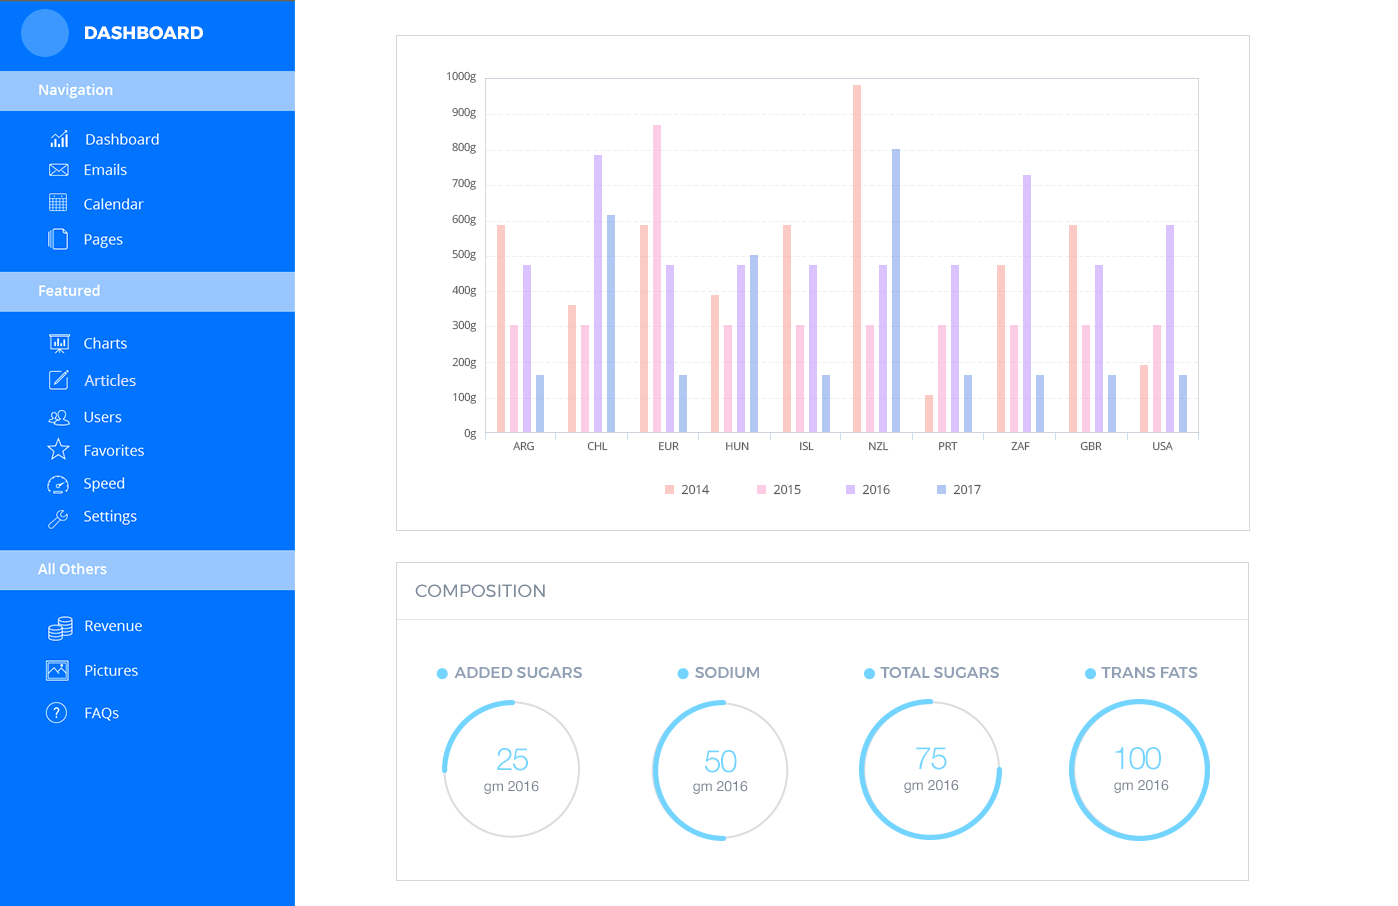 DASHBOARD
Navigation
Dashboard
Emails
Calendar
Pages
Featured
Charts
Articles
Users
Favorites
Speed
Settings
All Others
Revenue
Pictures
?
FAQs
1000g
900g
800g
700g
600g
500g
400g
300g
200g
100g
0g
ARG CHL EUR HUN ISL NZL PRT ZAF GBR USA
2014 2015 2016 2017
COMPOSITION
ADDED SUGARS
25
gm 2016
SODIUM
50
gm 2016
TOTAL SUGARS
75
gm 2016
TRANS FATS
100
gm 2016